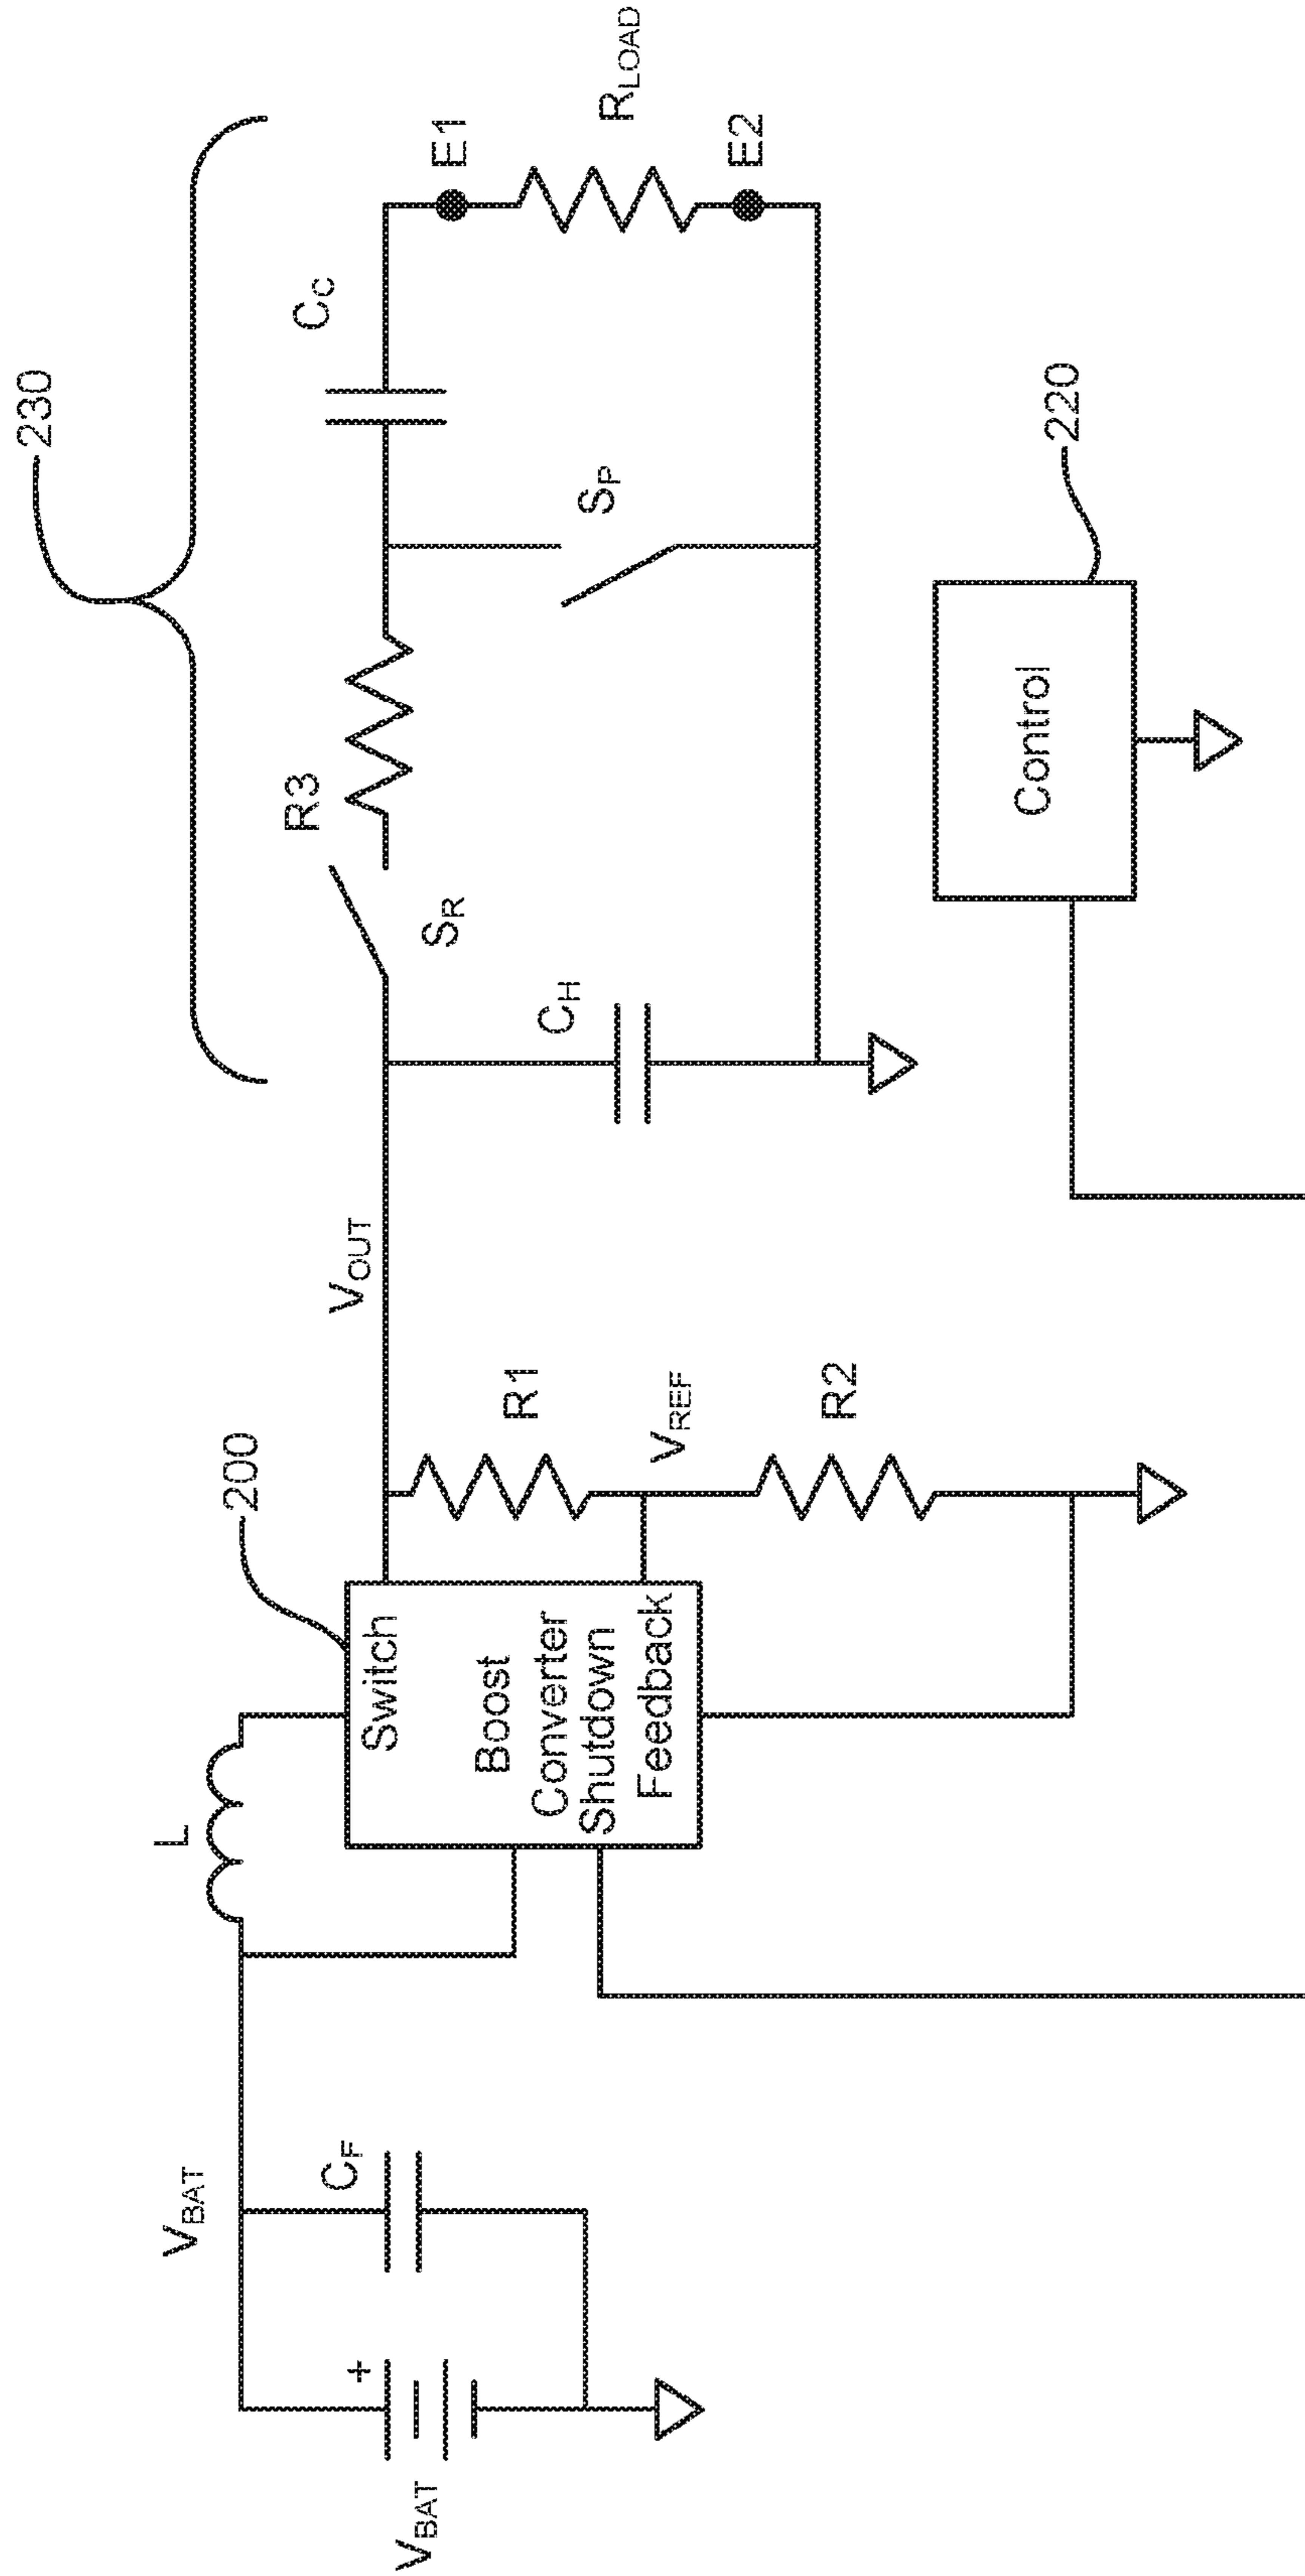 230
C_C
E1
R_LOAD
E2
R3
S_R
S_P
C_H
V_OUT
200
L
Switch
Boost
Converter
Shutdown
Feedback
R1
V_REF
R2
V_BAT
C_F
+
V_BAT
Control
220